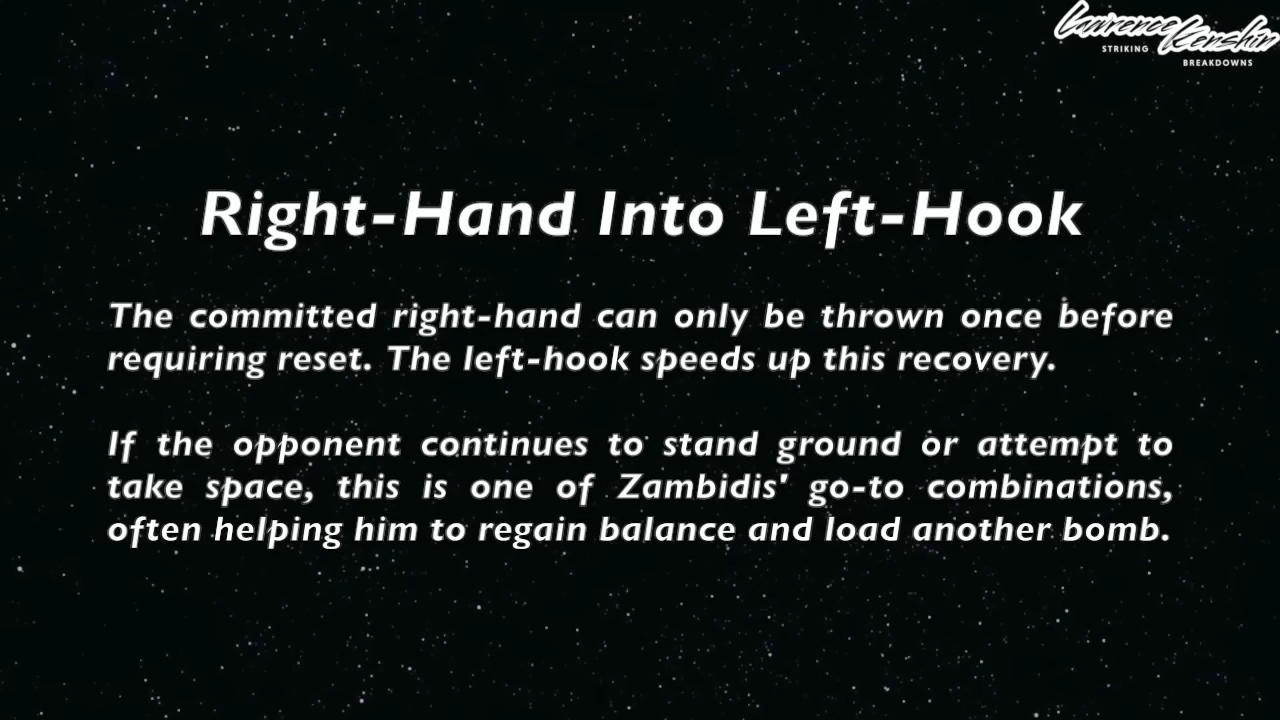 Lawrence Kenshin
STRIKING
BREAKDOWNS
Right-Hand Into Left-Hook
The committed right-hand can only be thrown once before
requiring reset. The left-hook speeds up this recovery.
If the opponent continues to stand ground or attempt to
take space, this is one of Zambidis' go-to combinations,
often helping him to regain balance and load another bomb.